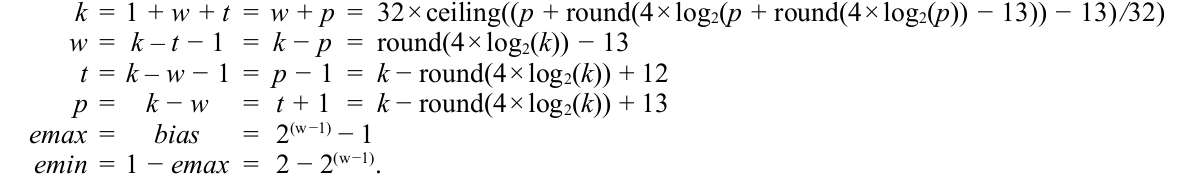 k = 1 + w + t = w + p = 32 × ceiling((p + round(4 × log₂(p + round(4 × log₂(p)) − 13)) − 13) ⁄ 32)
w = k – t − 1 = k − p = round(4 × log₂(k)) − 13
t = k – w − 1 = p − 1 = k − round(4 × log₂(k)) + 12
p = k − w = t + 1 = k − round(4 × log₂(k)) + 13
emax = bias = 2⁽ʷ⁻¹⁾ − 1
emin = 1 − emax = 2 − 2⁽ʷ⁻¹⁾.